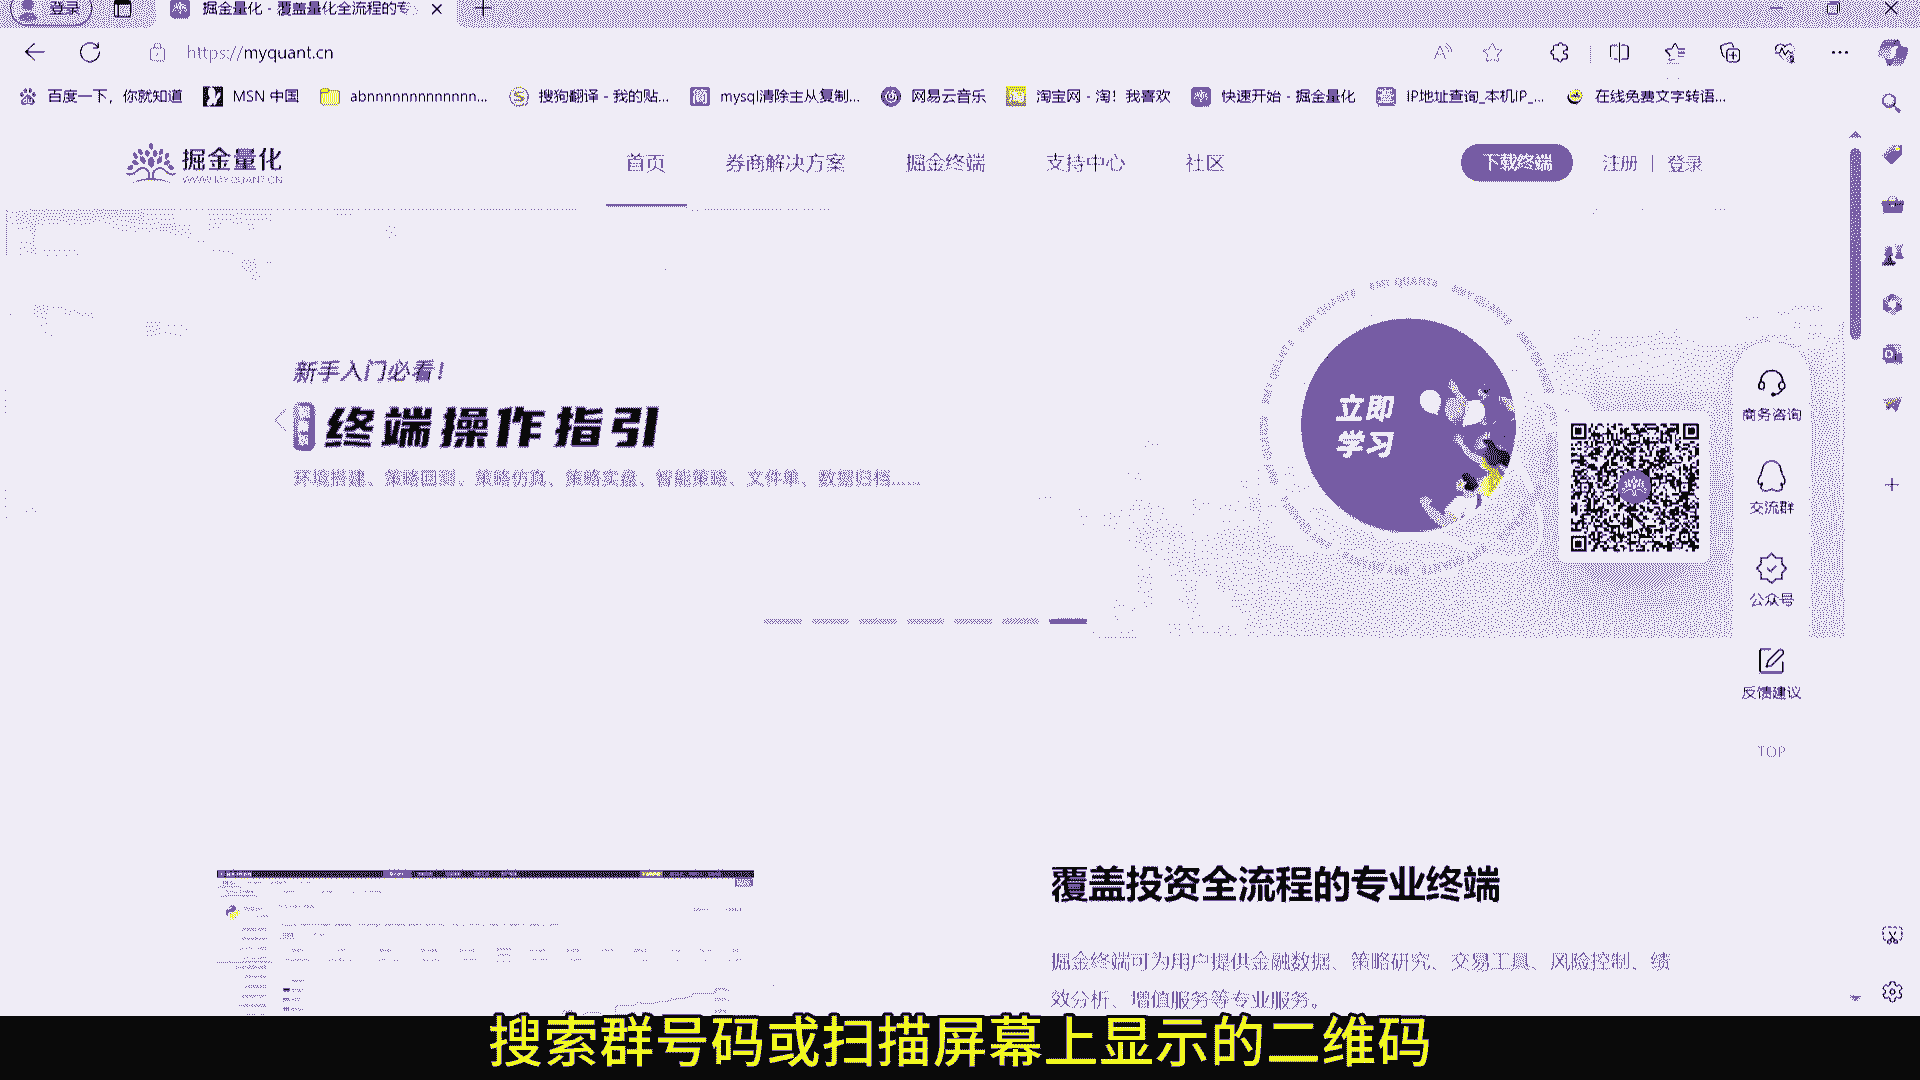 登录
掘金量化 - 覆盖量化全流程的专
https://myquant.cn
百度一下，你就知道
MSN 中国
abnnnnnnnnnnnnn...
搜狗翻译 - 我的贴...
mysql清除主从复制...
网易云音乐
淘宝网 - 淘！我喜欢
快速开始 - 掘金量化
IP地址查询_本机IP_...
在线免费文字转语...
掘金量化
WWW.MYQUANT.CN
首页
券商解决方案
掘金终端
支持中心
社区
下载终端
注册 | 登录
新手入门必看！
终端操作指引
环境搭建、策略回测、策略仿真、策略实盘、智能策略、文件单、数据归档……
立即
学习
商务咨询
交流群
公众号
反馈建议
TOP
覆盖投资全流程的专业终端
掘金终端可为用户提供金融数据、策略研究、交易工具、风险控制、绩
效分析、增值服务等专业服务。
搜索群号码或扫描屏幕上显示的二维码